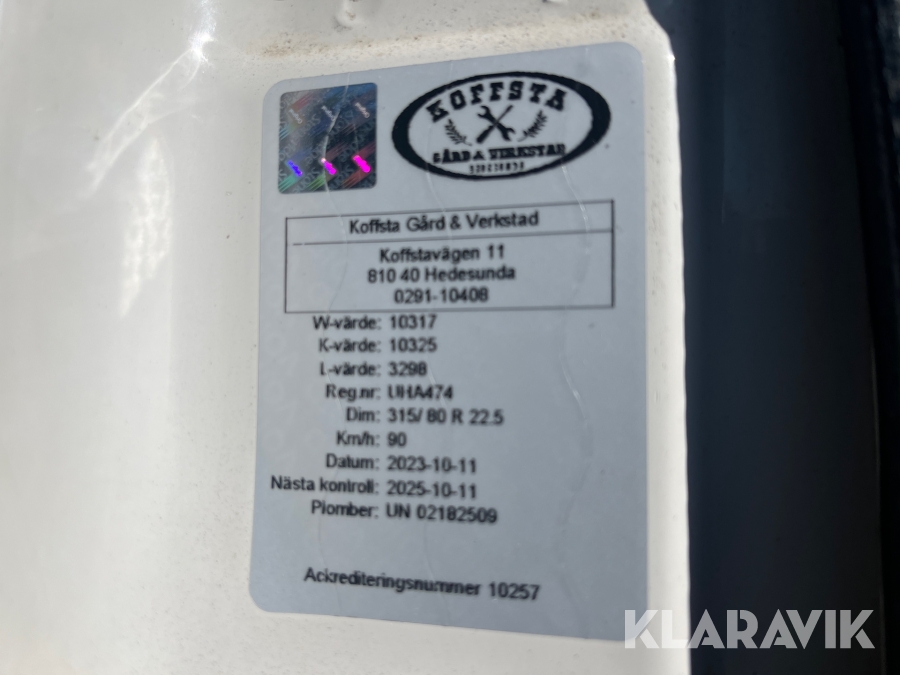 KOFFSTA
GÅRD & VERKSTAD
Koffsta Gård & Verkstad
Koffstavägen 11
810 40 Hedesunda
0291-10408
W-värde: 10317
K-värde: 10325
L-värde: 3298
Reg.nr: UHA474
Dim: 315/ 80 R 22.5
Km/h: 90
Datum: 2023-10-11
Nästa kontroll: 2025-10-11
Plomber: UN 02182509
Ackrediteringsnummer 10257
KLARAVIK